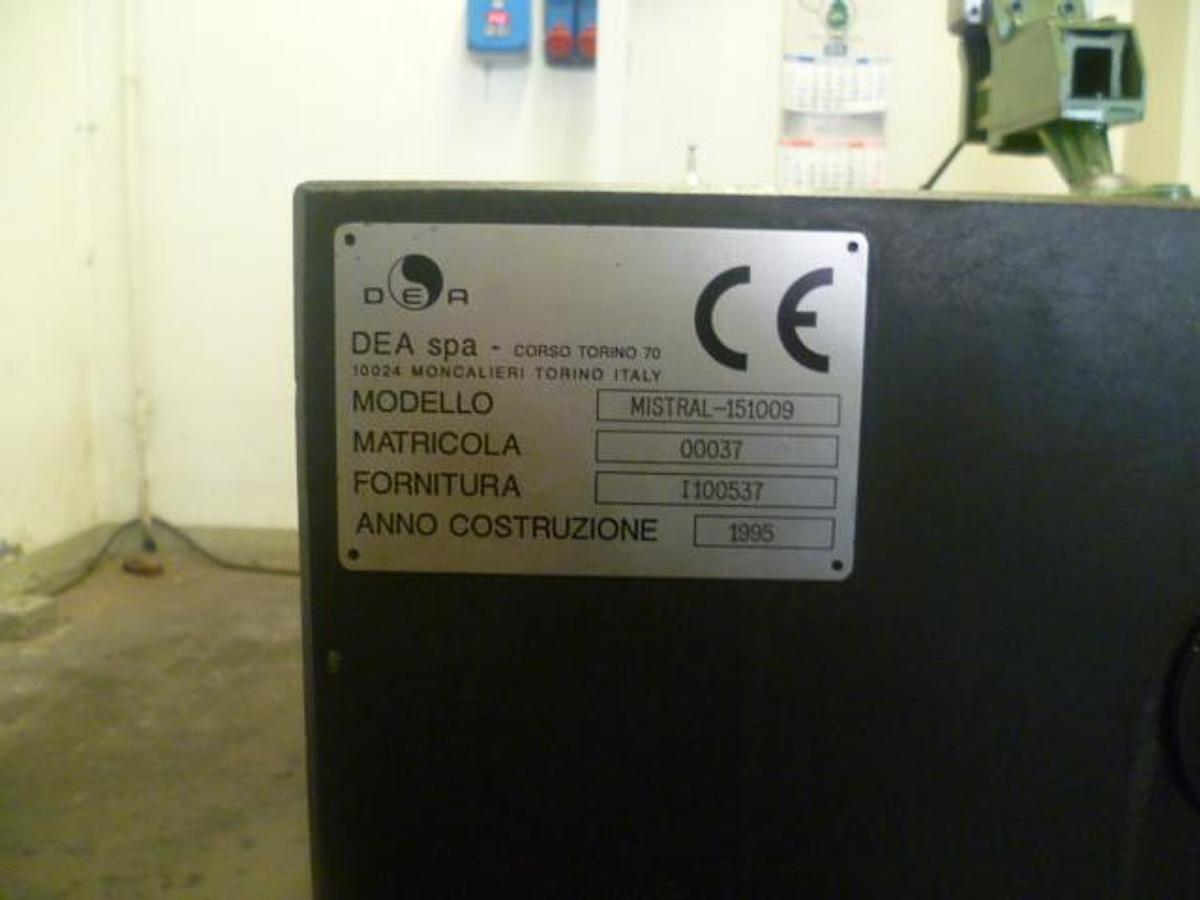 DEA
CE
DEA spa - CORSO TORINO 70
10024 MONCALIERI TORINO ITALY
MODELLO MISTRAL-151009
MATRICOLA 00037
FORNITURA I100537
ANNO COSTRUZIONE 1995